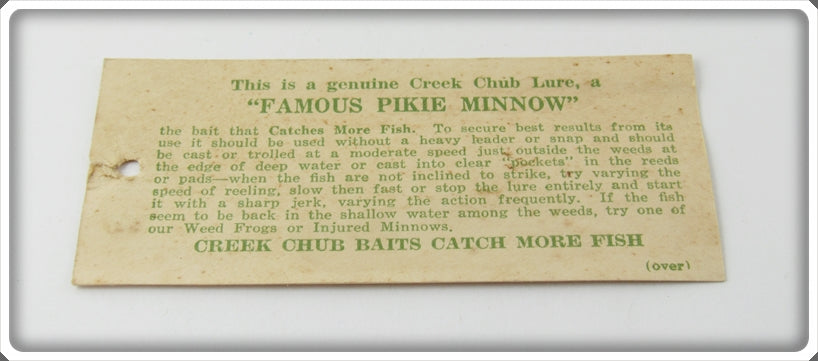 This is a genuine Creek Chub Lure, a
"FAMOUS PIKIE MINNOW"
the bait that Catches More Fish. To secure best results from its
use it should be used without a heavy leader or snap and should
be cast or trolled at a moderate speed just outside the weeds at
the edge of deep water or cast into clear "pockets" in the reeds
or pads—when the fish are not inclined to strike, try varying the
speed of reeling, slow then fast or stop the lure entirely and start
it with a sharp jerk, varying the action frequently. If the fish
seem to be back in the shallow water among the weeds, try one of
our Weed Frogs or Injured Minnows.
CREEK CHUB BAITS CATCH MORE FISH
(over)